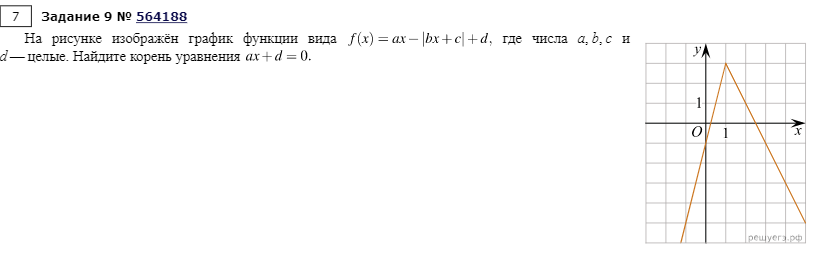 7 Задание 9 № 564188
На рисунке изображён график функции вида f(x) = ax − |bx + c| + d, где числа a, b, c и
d — целые. Найдите корень уравнения ax + d = 0.
y
1
O 1 x
решуегэ.рф